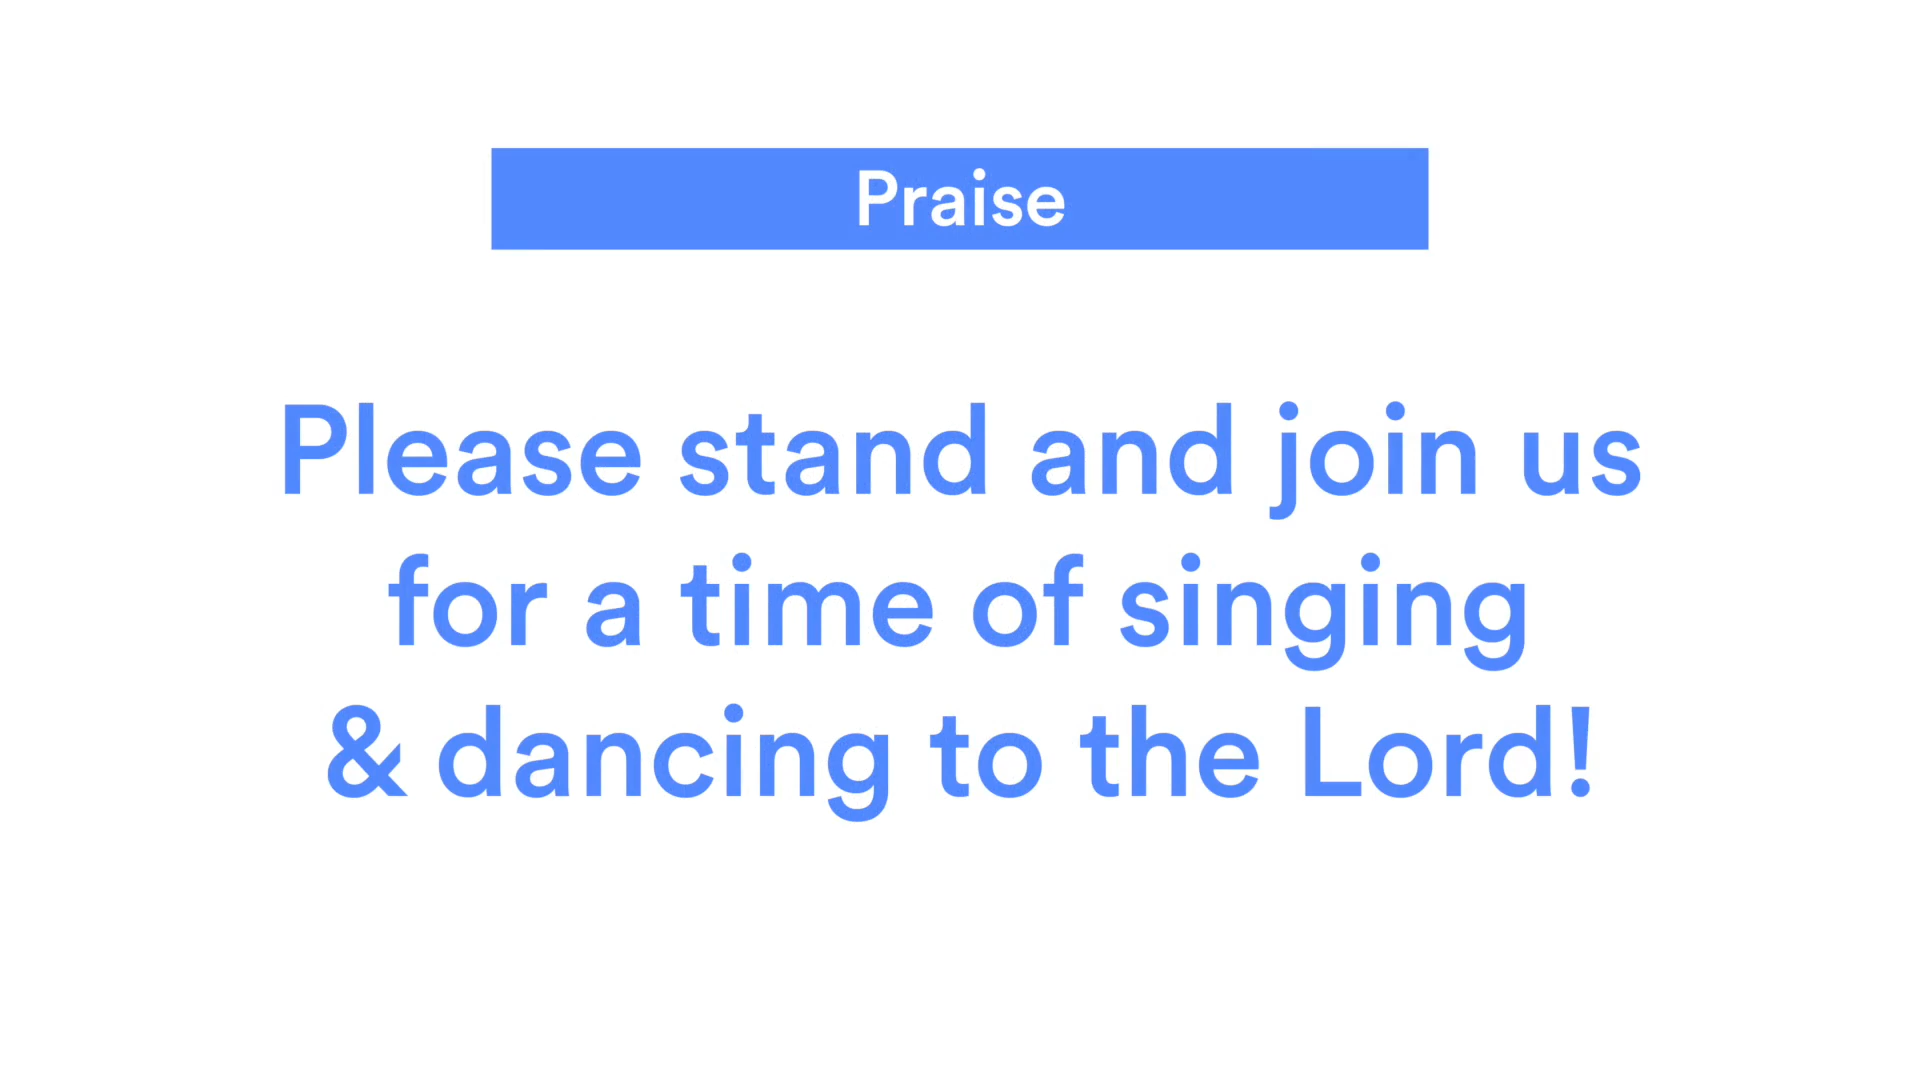 Praise
Please stand and join us
for a time of singing
& dancing to the Lord!